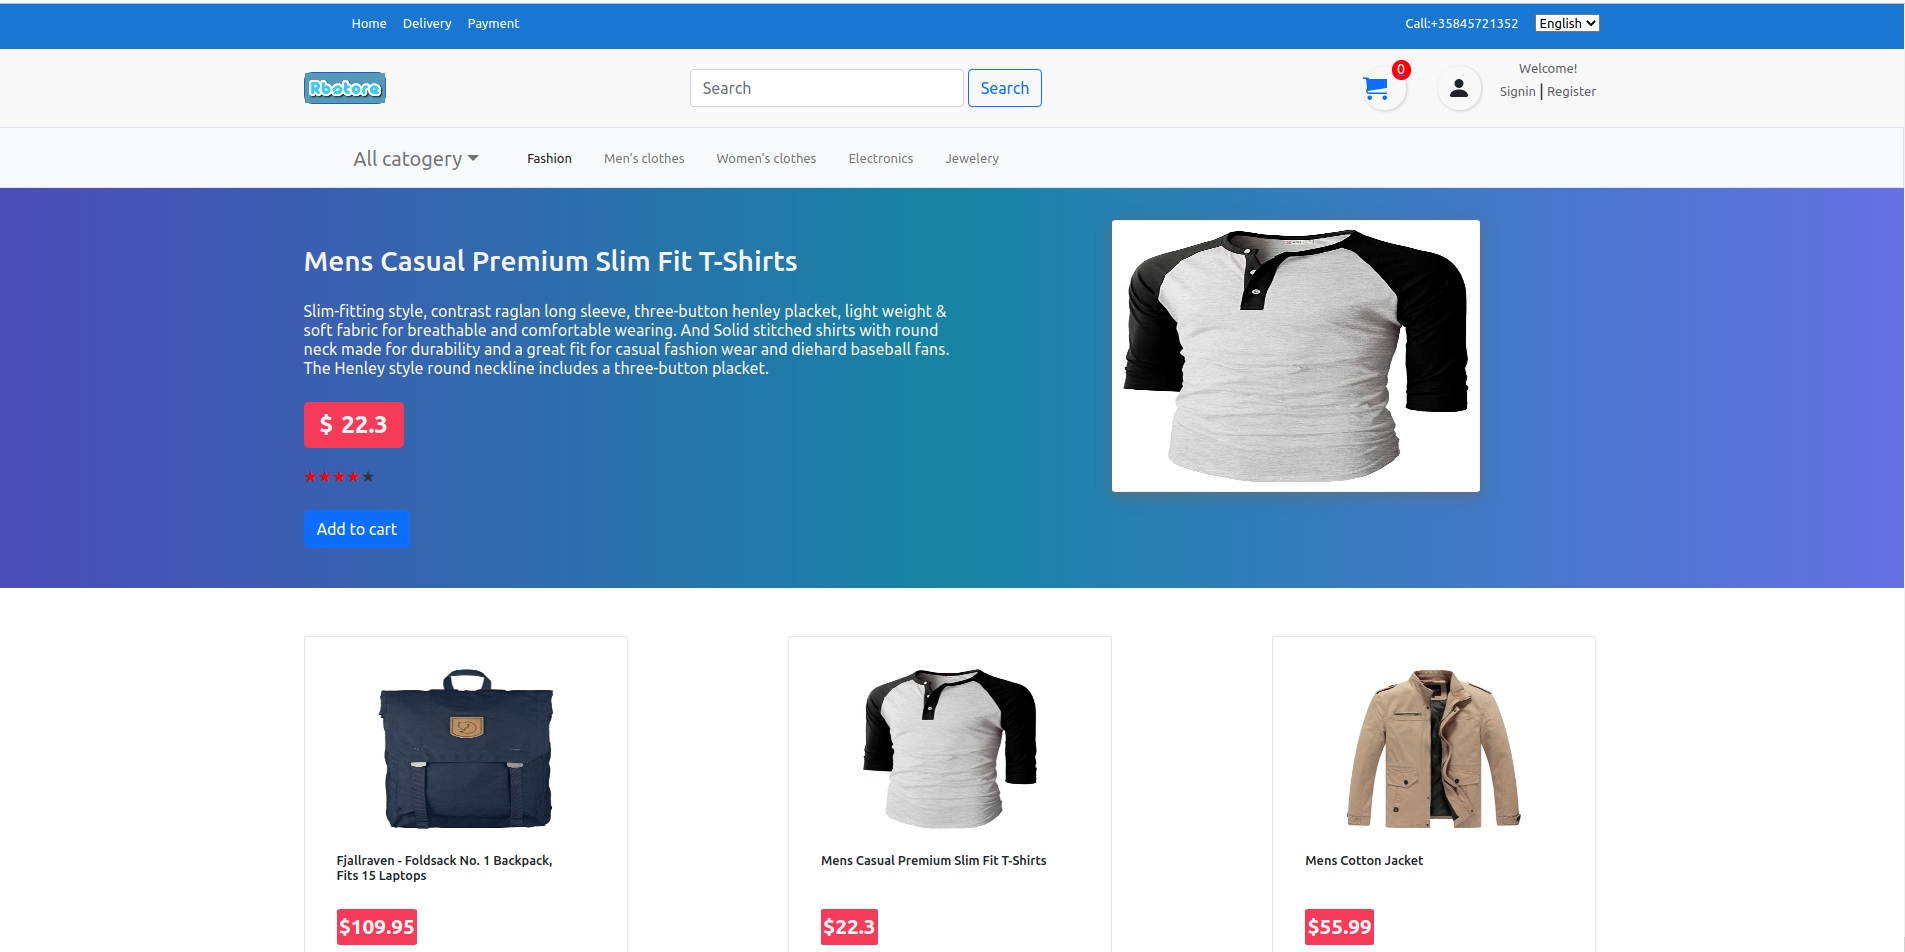 Home Delivery Payment Call:+35845721352 English
Rbstore Search Search 0 Welcome!
Signin | Register
All catogery Fashion Men's clothes Women's clothes Electronics Jewelery
Mens Casual Premium Slim Fit T-Shirts
Slim-fitting style, contrast raglan long sleeve, three-button henley placket, light weight &
soft fabric for breathable and comfortable wearing. And Solid stitched shirts with round
neck made for durability and a great fit for casual fashion wear and diehard baseball fans.
The Henley style round neckline includes a three-button placket.
$ 22.3
★★★★★
Add to cart
Fjallraven - Foldsack No. 1 Backpack,
Fits 15 Laptops
$109.95
Mens Casual Premium Slim Fit T-Shirts
$22.3
Mens Cotton Jacket
$55.99